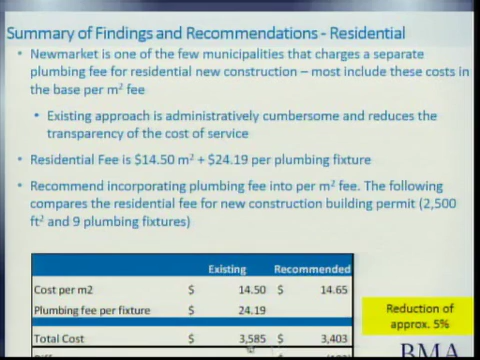 Summary of Findings and Recommendations - Residential
• Newmarket is one of the few municipalities that charges a separate
plumbing fee for residential new construction – most include these costs in
the base per m² fee
• Existing approach is administratively cumbersome and reduces the
transparency of the cost of service
• Residential Fee is $14.50 m² + $24.19 per plumbing fixture
• Recommend incorporating plumbing fee into per m² fee. The following
compares the residential fee for new construction building permit (2,500
ft² and 9 plumbing fixtures)
Existing Recommended
Cost per m2 $ 14.50 $ 14.65
Plumbing fee per fixture $ 24.19
Total Cost $ 3,585 $ 3,403
Reduction of
approx. 5%
BMA